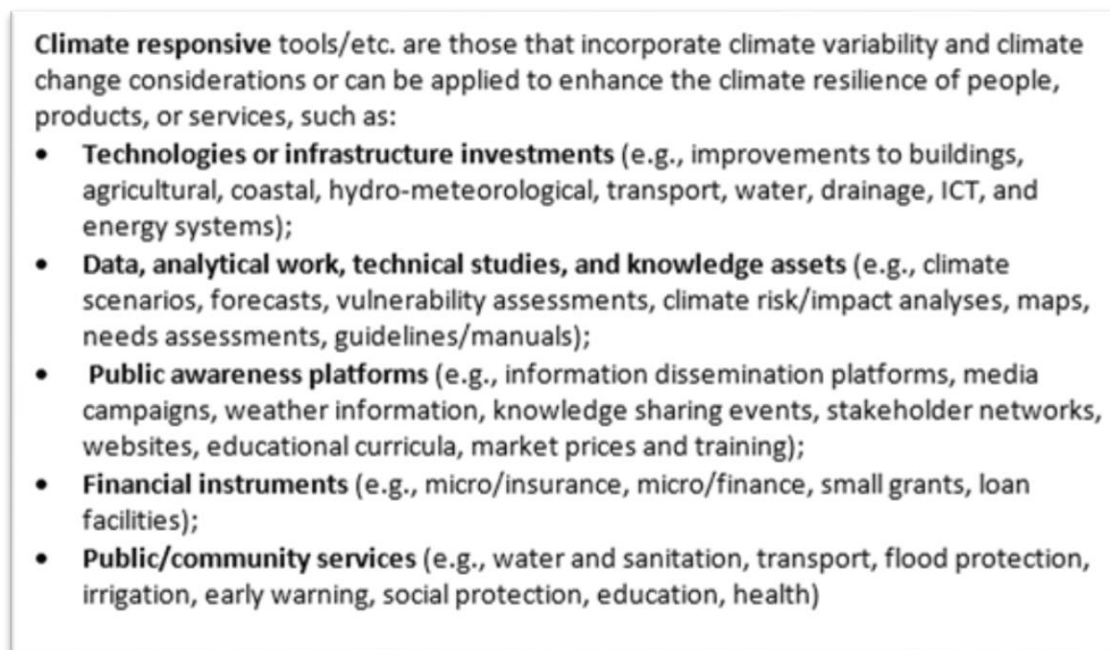 Climate responsive tools/etc. are those that incorporate climate variability and climate
change considerations or can be applied to enhance the climate resilience of people,
products, or services, such as:
• Technologies or infrastructure investments (e.g., improvements to buildings,
agricultural, coastal, hydro-meteorological, transport, water, drainage, ICT, and
energy systems);
• Data, analytical work, technical studies, and knowledge assets (e.g., climate
scenarios, forecasts, vulnerability assessments, climate risk/impact analyses, maps,
needs assessments, guidelines/manuals);
• Public awareness platforms (e.g., information dissemination platforms, media
campaigns, weather information, knowledge sharing events, stakeholder networks,
websites, educational curricula, market prices and training);
• Financial instruments (e.g., micro/insurance, micro/finance, small grants, loan
facilities);
• Public/community services (e.g., water and sanitation, transport, flood protection,
irrigation, early warning, social protection, education, health)